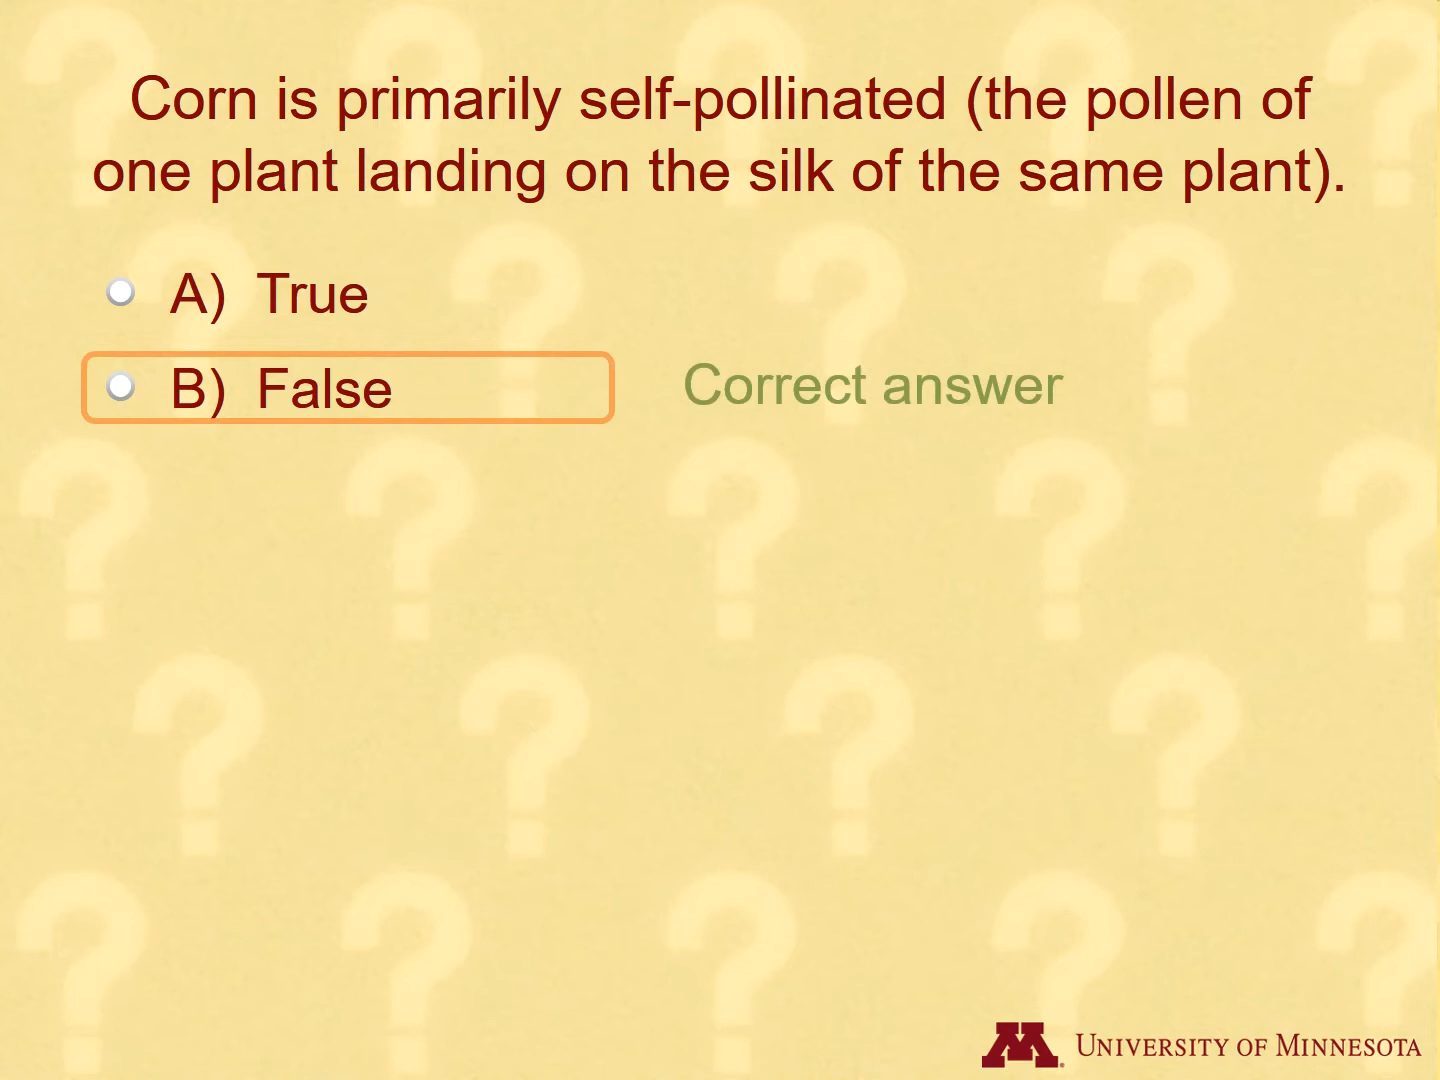 Corn is primarily self-pollinated (the pollen of
one plant landing on the silk of the same plant).
A) True
B) False
Correct answer
M
UNIVERSITY OF MINNESOTA